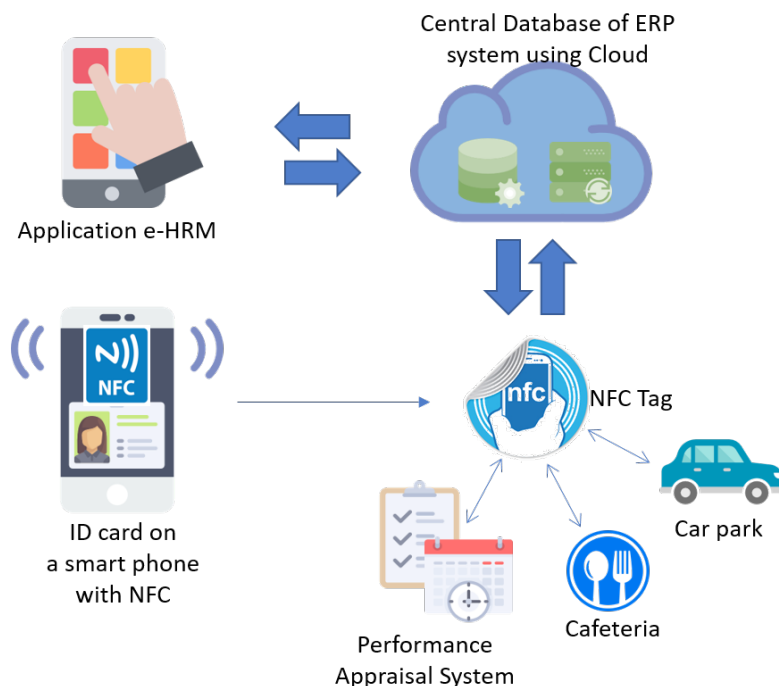 Central Database of ERP
system using Cloud
Application e-HRM
NFC
nfc
NFC Tag
ID card on
a smart phone
with NFC
Car park
Cafeteria
Performance
Appraisal System